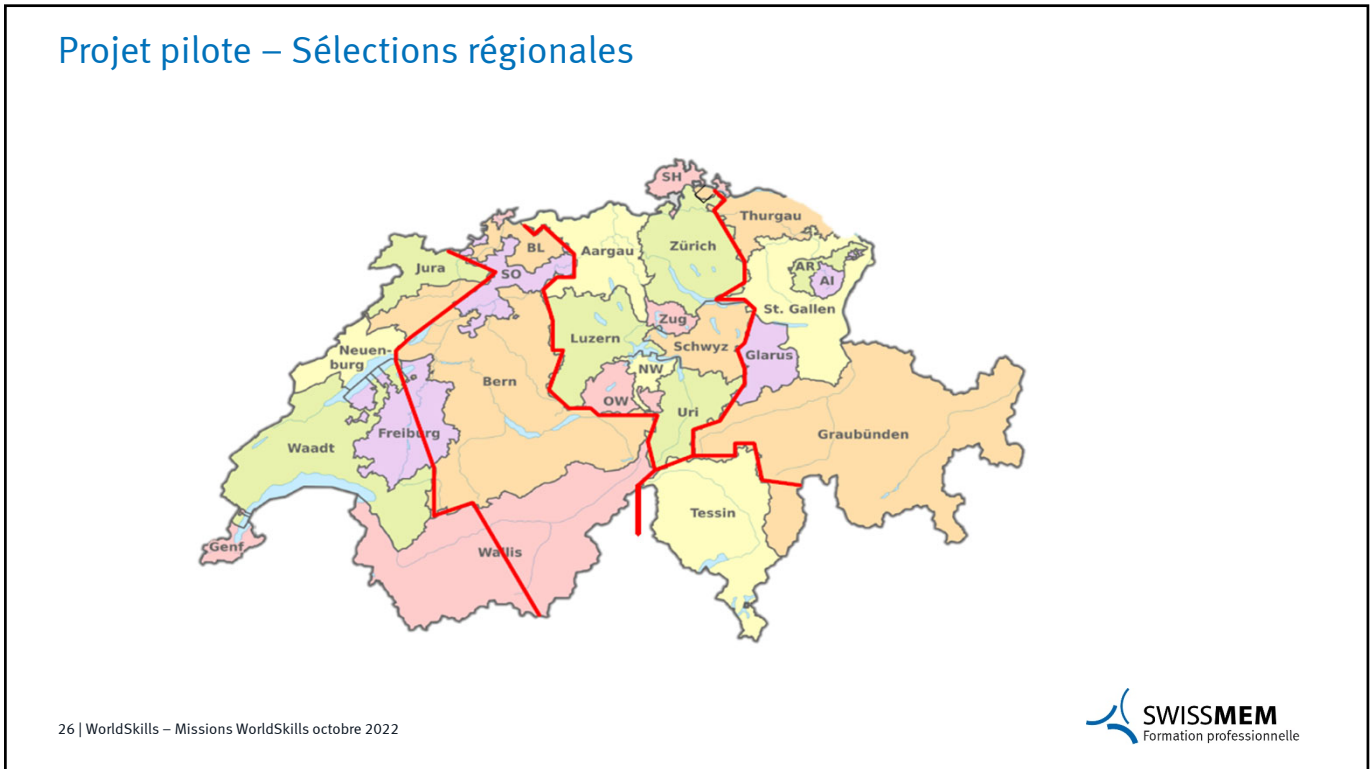 Projet pilote – Sélections régionales
SH
Thurgau
BL
Aargau
Zürich
Jura
SO
AR
AI
St. Gallen
Zug
Luzern
Schwyz
Neuen-
burg
Glarus
NW
Bern
OW
Uri
Freiburg
Graubünden
Waadt
Tessin
Genf
Wallis
26 | WorldSkills – Missions WorldSkills octobre 2022
SWISSMEM
Formation professionnelle